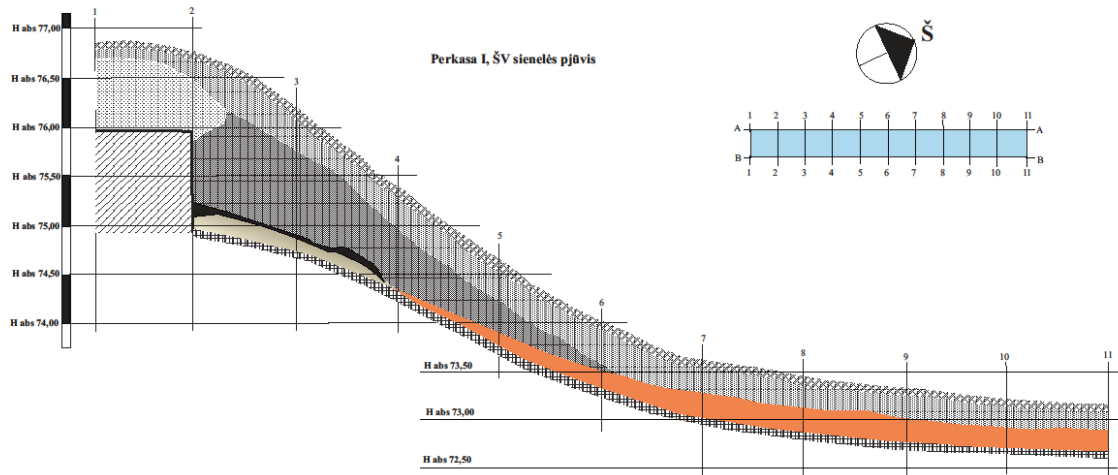 1 2
H abs 77,00
H abs 76,50
3
H abs 76,00
4
H abs 75,50
H abs 75,00
5
H abs 74,50
6
H abs 74,00
7 8 9 10 11
H abs 73,50
H abs 73,00
H abs 72,50
Perkasa I, ŠV sienelės pjūvis
Š
1 2 3 4 5 6 7 8 9 10 11
A A
B B
1 2 3 4 5 6 7 8 9 10 11